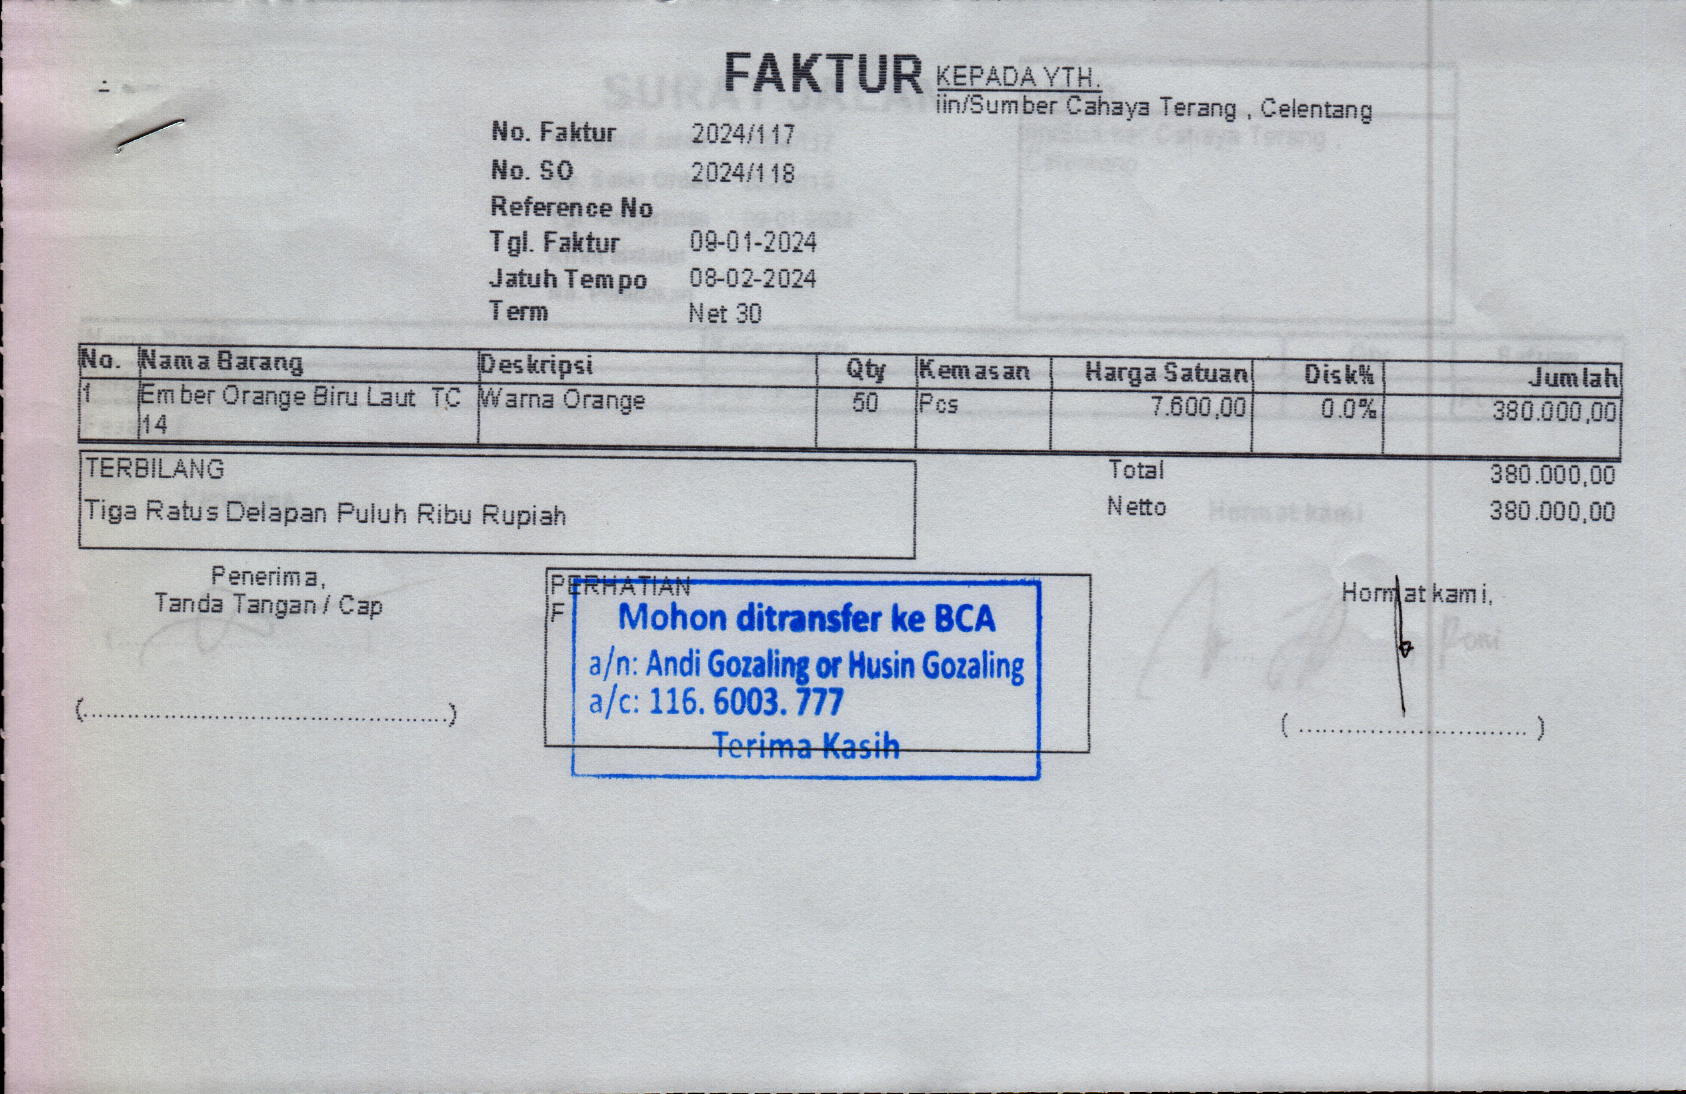 FAKTUR
KEPADA YTH.
iin/Sumber Cahaya Terang , Celentang
No. Faktur 2024/117
No. SO 2024/118
Reference No
Tgl. Faktur 09-01-2024
Jatuh Tempo 08-02-2024
Term Net 30
No. Nama Barang Deskripsi Qty Kemasan Harga Satuan Disk% Jumlah
1 Ember Orange Biru Laut TC Warna Orange 50 Pcs 7.600,00 0.0% 380.000,00
14
TERBILANG Total 380.000,00
Tiga Ratus Delapan Puluh Ribu Rupiah Netto 380.000,00
Penerima,
Tanda Tangan / Cap
PERHATIAN
F
Mohon ditransfer ke BCA
a/n: Andi Gozaling or Husin Gozaling
a/c: 116. 6003. 777
Terima Kasih
Hormat kami,
(..............................................)
( ............................. )